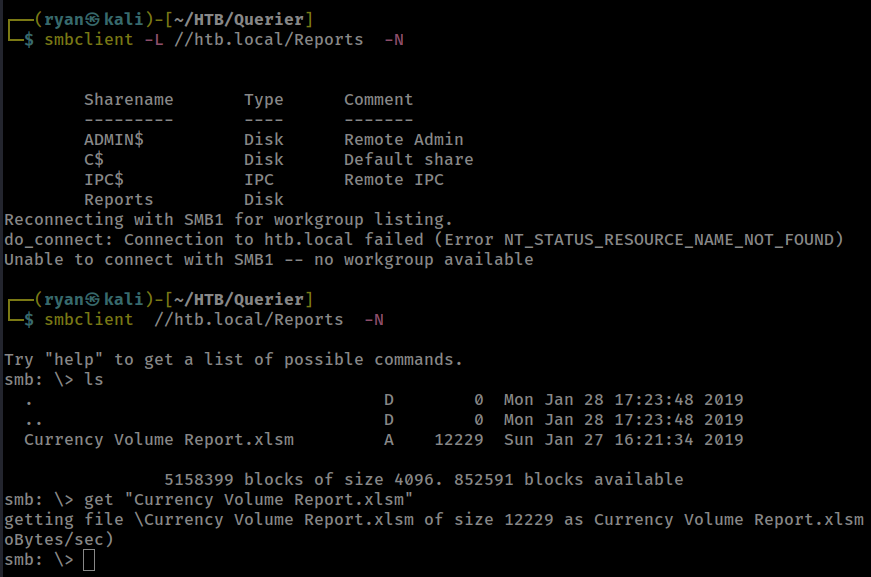 ┌──(ryan㉿kali)-[~/HTB/Querier]
└─$ smbclient -L //htb.local/Reports  -N
        Sharename       Type      Comment
        ---------       ----      -------
        ADMIN$          Disk      Remote Admin
        C$              Disk      Default share
        IPC$            IPC       Remote IPC
        Reports         Disk
Reconnecting with SMB1 for workgroup listing.
do_connect: Connection to htb.local failed (Error NT_STATUS_RESOURCE_NAME_NOT_FOUND)
Unable to connect with SMB1 -- no workgroup available
┌──(ryan㉿kali)-[~/HTB/Querier]
└─$ smbclient  //htb.local/Reports  -N
Try "help" to get a list of possible commands.
smb: \> ls
  .                                   D        0  Mon Jan 28 17:23:48 2019
  ..                                  D        0  Mon Jan 28 17:23:48 2019
  Currency Volume Report.xlsm         A    12229  Sun Jan 27 16:21:34 2019
                5158399 blocks of size 4096. 852591 blocks available
smb: \> get "Currency Volume Report.xlsm"
getting file \Currency Volume Report.xlsm of size 12229 as Currency Volume Report.xlsm
oBytes/sec)
smb: \>